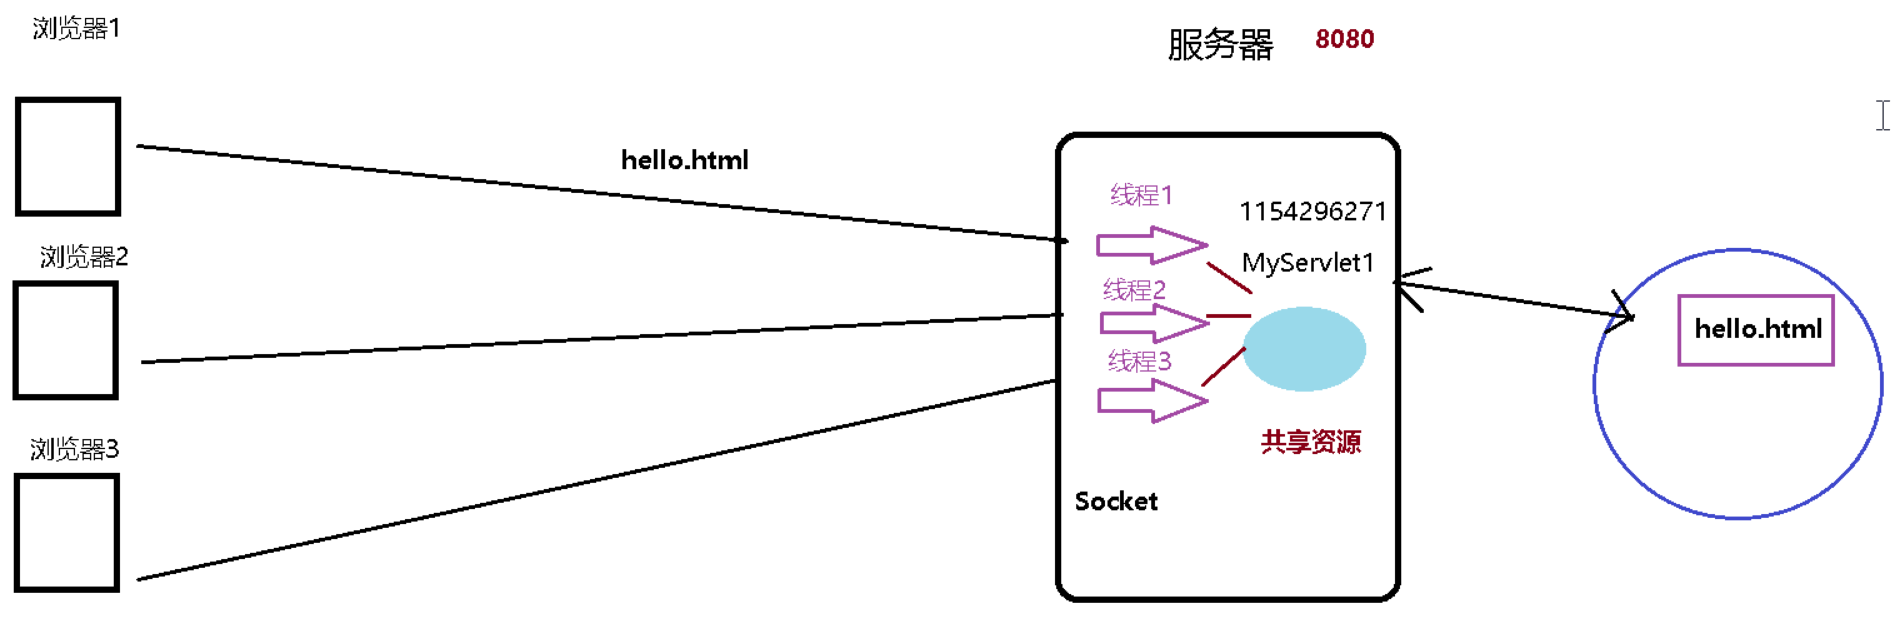 浏览器1
服务器 8080
hello.html
线程1
1154296271
浏览器2
MyServlet1
线程2
hello.html
线程3
浏览器3
共享资源
Socket